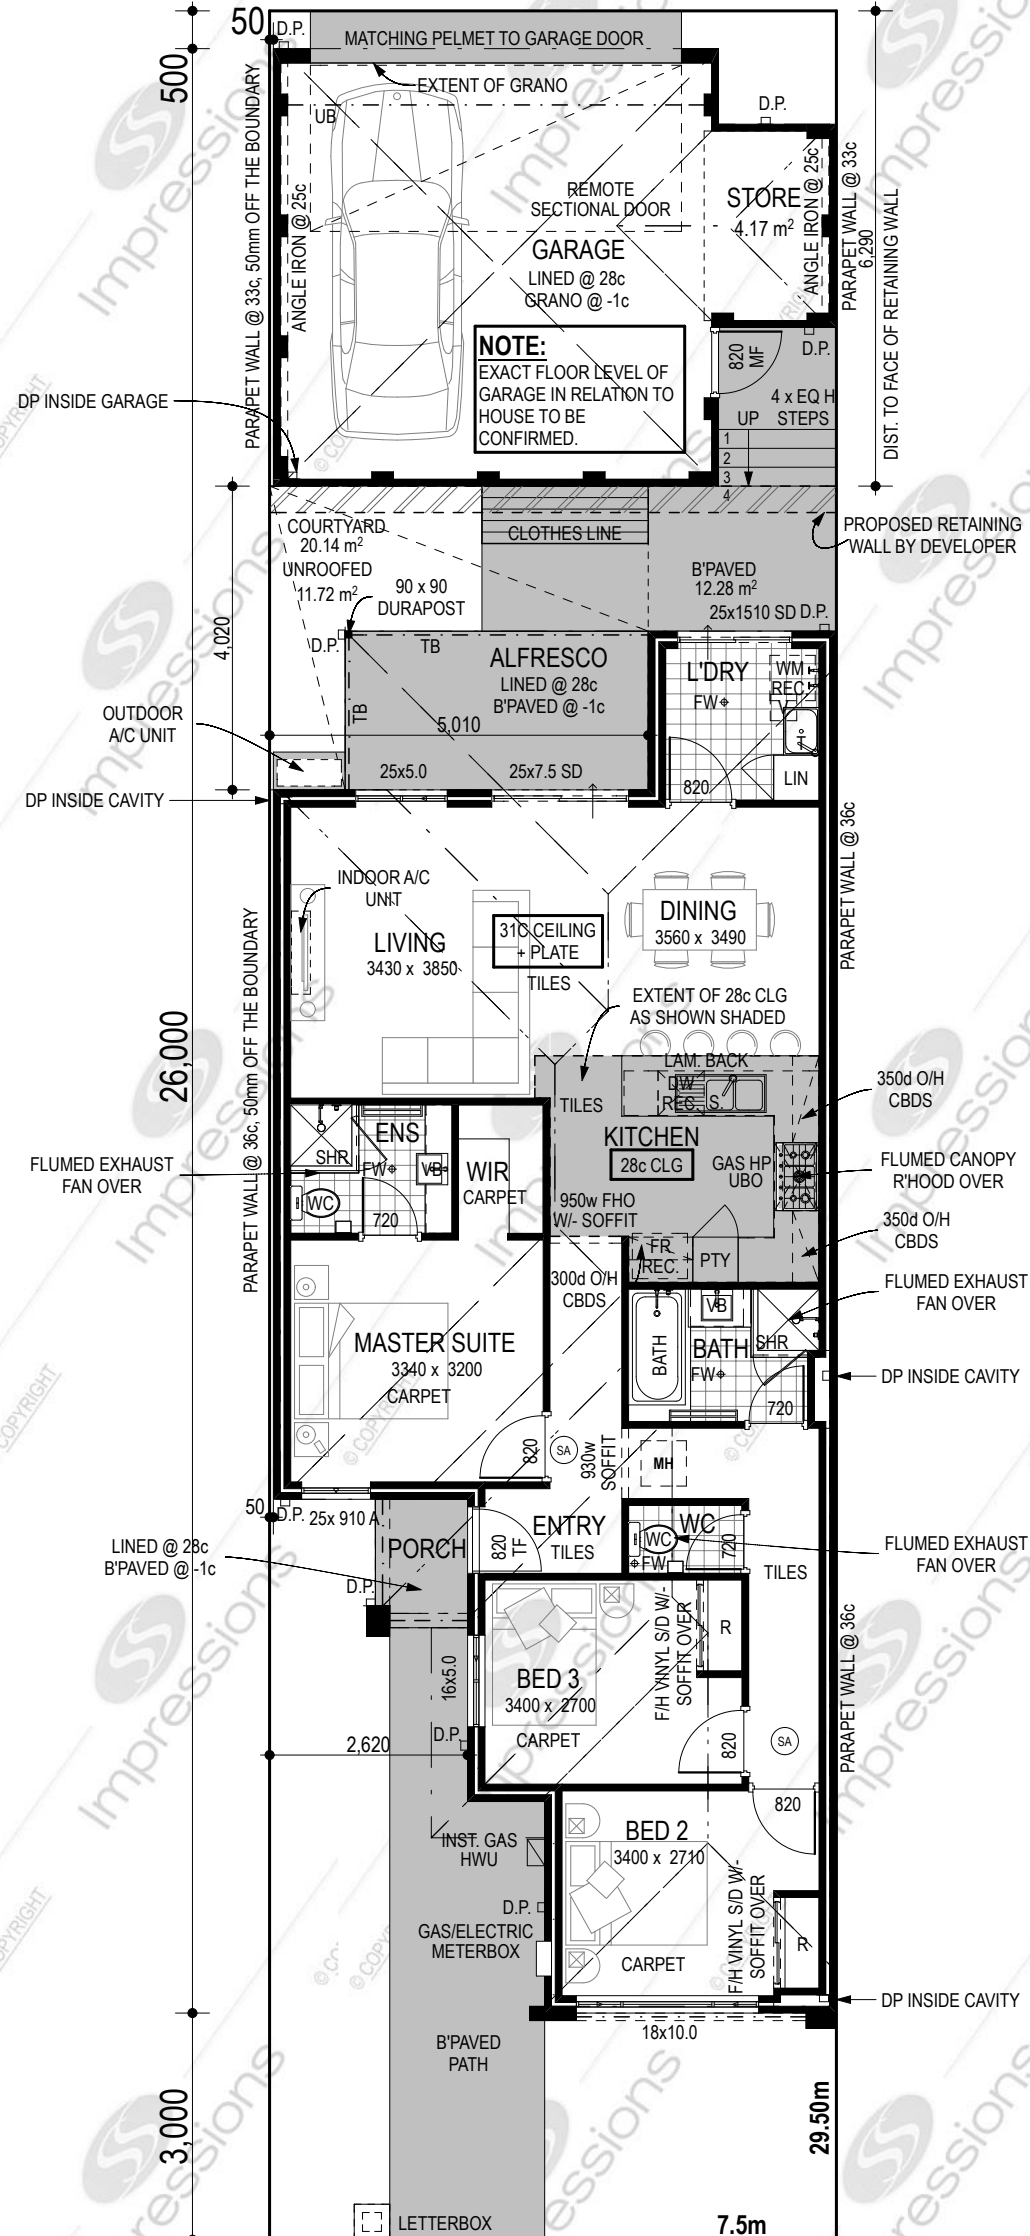 50
D.P.
MATCHING PELMET TO GARAGE DOOR
500
EXTENT OF GRANO
UB
D.P.
PARAPET WALL @ 33c, 50mm OFF THE BOUNDARY
ANGLE IRON @ 25c
REMOTE
SECTIONAL DOOR
STORE
4.17 m²
ANGLE IRON @ 25c
PARAPET WALL @ 33c
6,290
DIST. TO FACE OF RETAINING WALL
GARAGE
LINED @ 28c
GRANO @ -1c
NOTE:
EXACT FLOOR LEVEL OF
GARAGE IN RELATION TO
HOUSE TO BE
CONFIRMED.
820
MF
D.P.
DP INSIDE GARAGE
4 x EQ H
UP STEPS
1
2
3
4
COURTYARD
20.14 m²
UNROOFED
11.72 m²
CLOTHES LINE
PROPOSED RETAINING
WALL BY DEVELOPER
B'PAVED
12.28 m²
90 x 90
DURAPOST
25x1510 SD D.P.
4,020
D.P.
TB
ALFRESCO
LINED @ 28c
B'PAVED @ -1c
TB
5,010
L'DRY
FW
WM
REC
T
LIN
820
OUTDOOR
A/C UNIT
25x5.0
25x7.5 SD
DP INSIDE CAVITY
PARAPET WALL @ 36c
INDOOR A/C
UNIT
LIVING
3430 x 3850
31C CEILING
+ PLATE
TILES
DINING
3560 x 3490
EXTENT OF 28c CLG
AS SHOWN SHADED
26,000
PARAPET WALL @ 36c, 50mm OFF THE BOUNDARY
LAM. BACK
DW
REC. S.
TILES
350d O/H
CBDS
KITCHEN
28c CLG
GAS HP
UBO
FLUMED CANOPY
R'HOOD OVER
ENS
SHR
FW
VB
WC
720
WIR
CARPET
FLUMED EXHAUST
FAN OVER
950w FHO
W/- SOFFIT
350d O/H
CBDS
FR
REC.
PTY
300d O/H
CBDS
FLUMED EXHAUST
FAN OVER
MASTER SUITE
3340 x 3200
CARPET
BATH
VB
BATH
SHR
FW
720
DP INSIDE CAVITY
820
SA
930w
SOFFIT
MH
50
D.P. 25x 910 A
PORCH
820
TF
ENTRY
TILES
WC
WC
FW
720
TILES
LINED @ 28c
B'PAVED @ -1c
FLUMED EXHAUST
FAN OVER
D.P.
16x5.0
BED 3
3400 x 2700
CARPET
F/H VINYL S/D W/-
SOFFIT OVER
R
PARAPET WALL @ 36c
2,620
D.P.
820
SA
820
INST. GAS
HWU
BED 2
3400 x 2710
CARPET
F/H VINYL S/D W/-
SOFFIT OVER
R
D.P.
GAS/ELECTRIC
METERBOX
DP INSIDE CAVITY
18x10.0
B'PAVED
PATH
3,000
29.50m
LETTERBOX
7.5m
Impressions
© COPYRIGHT